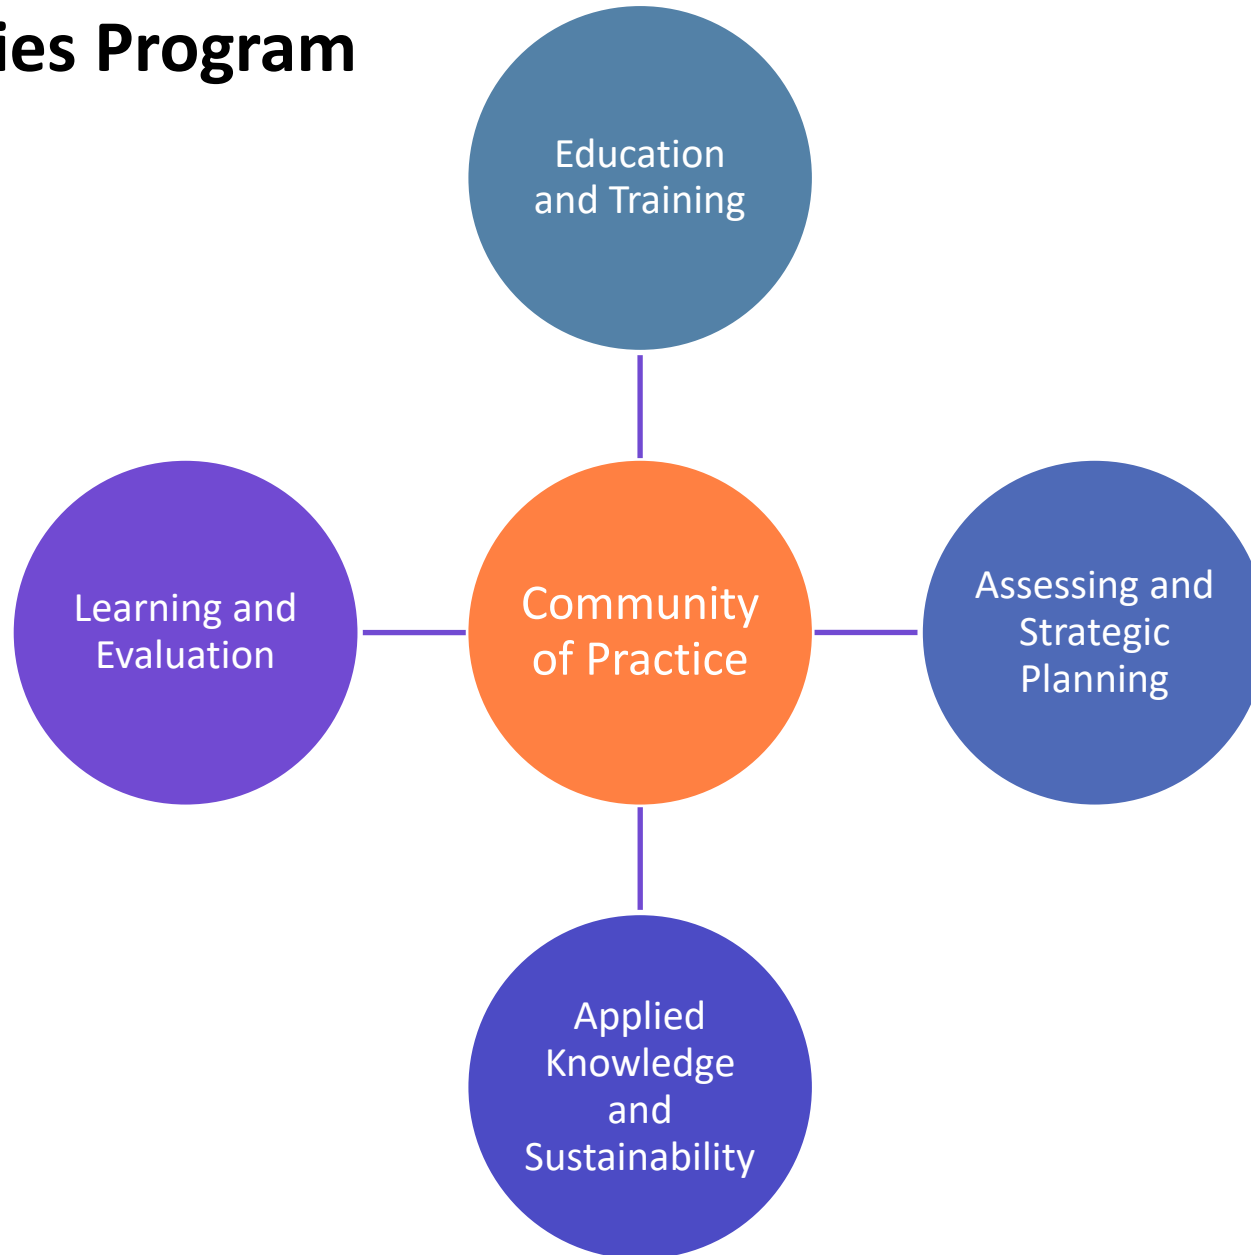 ies Program
Education
and Training
Learning and
Evaluation
Community
of Practice
Assessing and
Strategic
Planning
Applied
Knowledge
and
Sustainability